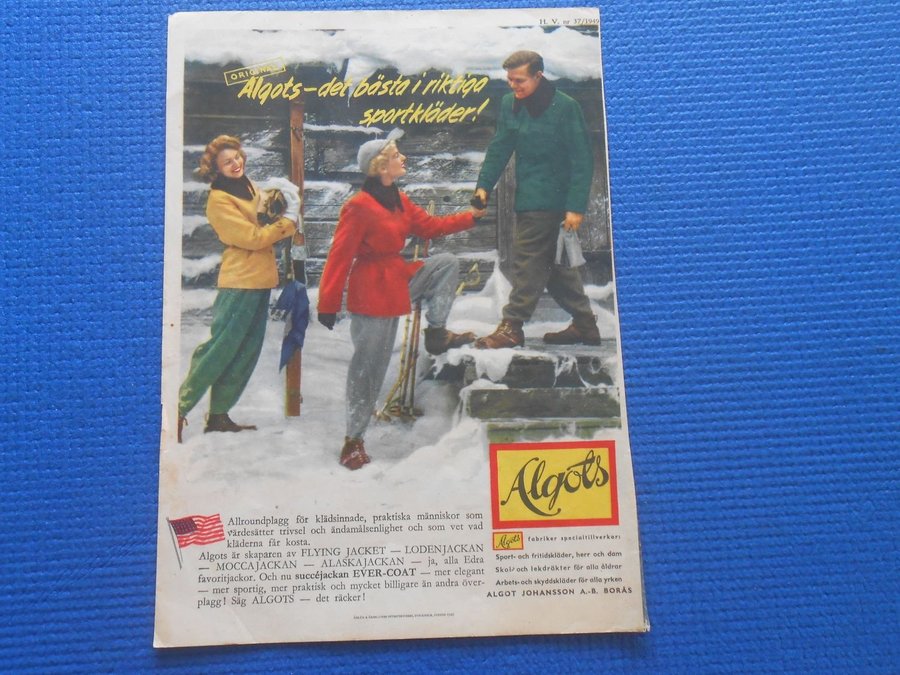 H. V. nr 37/1949
ORIGINAL
Algots – det bästa i riktiga
sportkläder!
Algots
Allroundplagg för klädsinnade, praktiska människor som
värdesätter trivsel och ändamålsenlighet och som vet vad
kläderna får kosta.
Algots är skaparen av FLYING JACKET — LODENJACKAN
— MOCCAJACKAN — ALASKAJACKAN — ja, alla Edra
favoritjackor. Och nu succéjackan EVER-COAT — mer elegant
— mer sportig, mer praktisk och mycket billigare än andra över-
plagg! Säg ALGOTS — det räcker!
Algots fabriker specialtillverkar:
Sport- och fritidskläder, herr och dam
Skol- och lekdräkter för alla åldrar
Arbets- och skyddskläder för alla yrken
ALGOT JOHANSSON A.-B. BORÅS